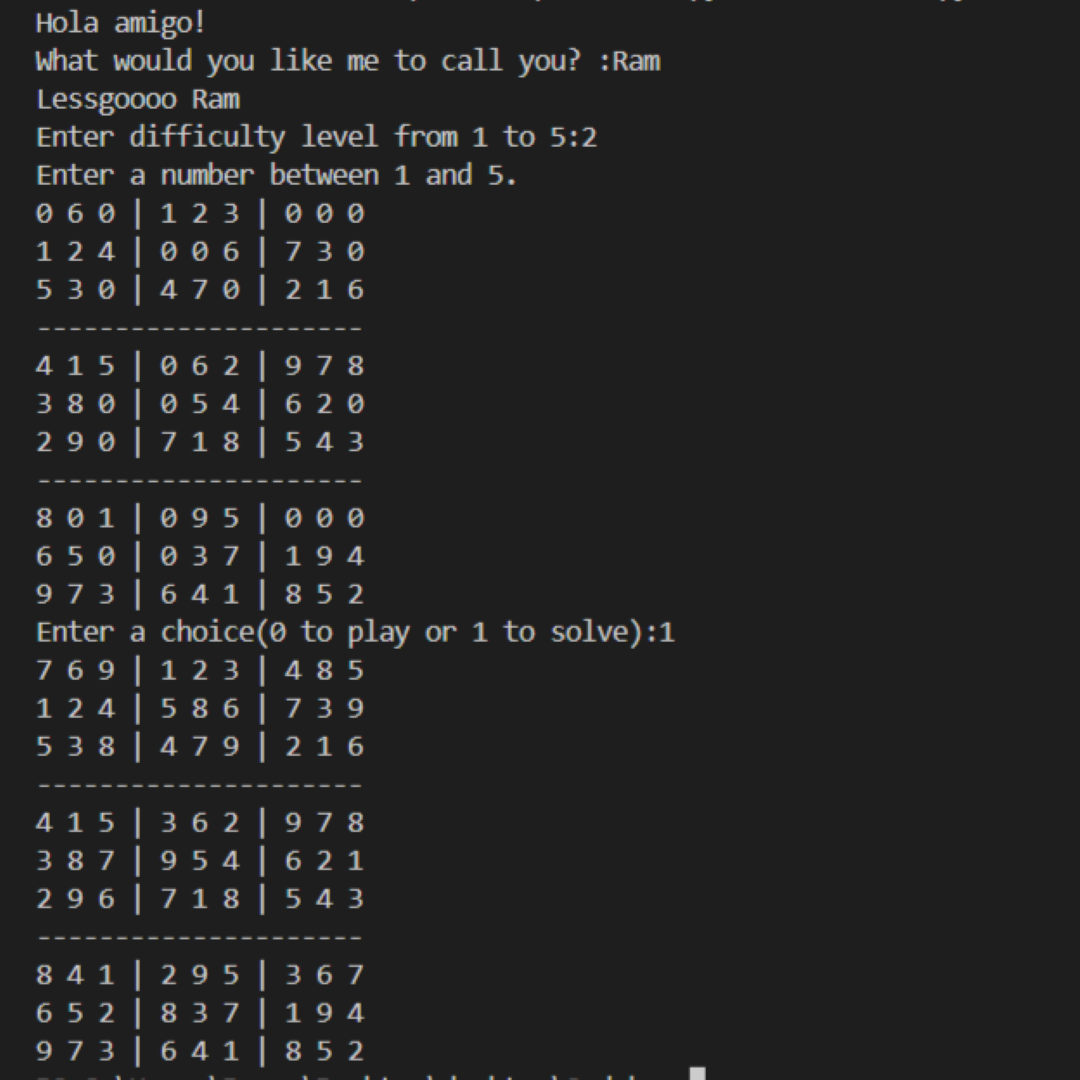 Hola amigo!
What would you like me to call you? :Ram
Lessgoooo Ram
Enter difficulty level from 1 to 5:2
Enter a number between 1 and 5.
0 6 0 | 1 2 3 | 0 0 0
1 2 4 | 0 0 6 | 7 3 0
5 3 0 | 4 7 0 | 2 1 6
---------------------
4 1 5 | 0 6 2 | 9 7 8
3 8 0 | 0 5 4 | 6 2 0
2 9 0 | 7 1 8 | 5 4 3
---------------------
8 0 1 | 0 9 5 | 0 0 0
6 5 0 | 0 3 7 | 1 9 4
9 7 3 | 6 4 1 | 8 5 2
Enter a choice(0 to play or 1 to solve):1
7 6 9 | 1 2 3 | 4 8 5
1 2 4 | 5 8 6 | 7 3 9
5 3 8 | 4 7 9 | 2 1 6
---------------------
4 1 5 | 3 6 2 | 9 7 8
3 8 7 | 9 5 4 | 6 2 1
2 9 6 | 7 1 8 | 5 4 3
---------------------
8 4 1 | 2 9 5 | 3 6 7
6 5 2 | 8 3 7 | 1 9 4
9 7 3 | 6 4 1 | 8 5 2